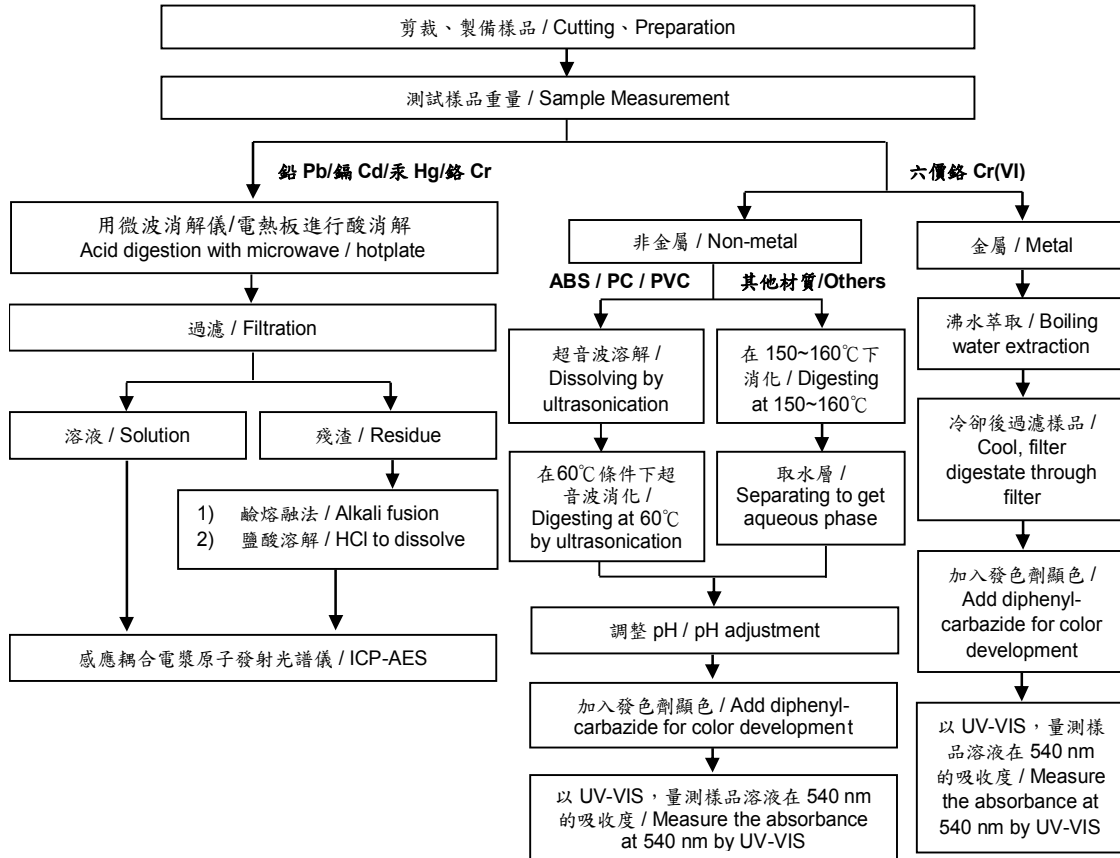 剪裁、製備樣品 / Cutting、Preparation
測試樣品重量 / Sample Measurement
鉛 Pb/鎘 Cd/汞 Hg/鉻 Cr
六價鉻 Cr(VI)
用微波消解儀/電熱板進行酸消解
Acid digestion with microwave / hotplate
過濾 / Filtration
溶液 / Solution
殘渣 / Residue
1) 鹼熔融法 / Alkali fusion
2) 鹽酸溶解 / HCl to dissolve
感應耦合電漿原子發射光譜儀 / ICP-AES
非金屬 / Non-metal
ABS / PC / PVC
其他材質/Others
超音波溶解 /
Dissolving by
ultrasonication
在60℃條件下超
音波消化 /
Digesting at 60℃
by ultrasonication
在 150~160℃下
消化 / Digesting
at 150~160℃
取水層 /
Separating to get
aqueous phase
調整 pH / pH adjustment
加入發色劑顯色 / Add diphenyl-
carbazide for color development
以 UV-VIS，量測樣品溶液在 540 nm
的吸收度 / Measure the absorbance
at 540 nm by UV-VIS
金屬 / Metal
沸水萃取 / Boiling
water extraction
冷卻後過濾樣品 /
Cool, filter
digestate through
filter
加入發色劑顯色 /
Add diphenyl-
carbazide for color
development
以 UV-VIS，量測樣
品溶液在 540 nm
的吸收度 / Measure
the absorbance at
540 nm by UV-VIS